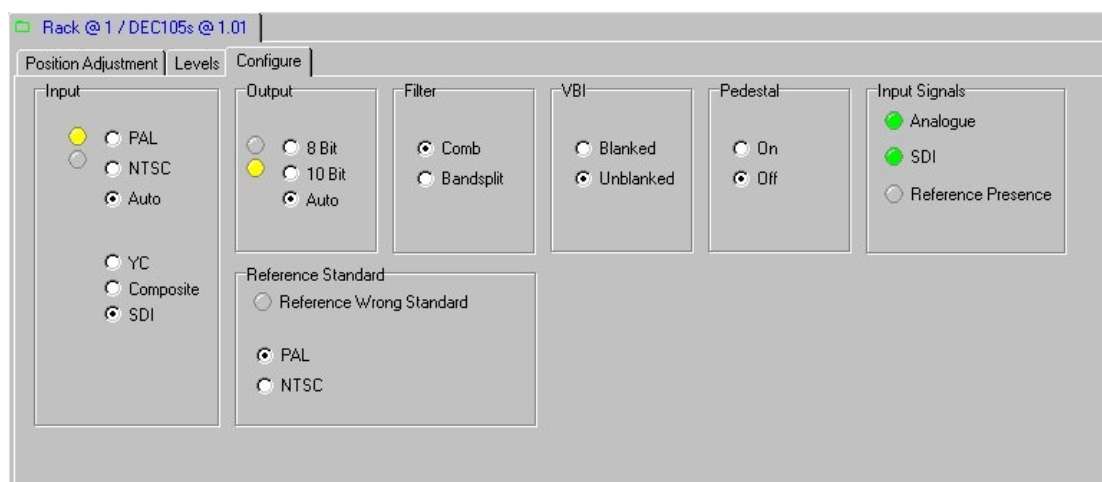 Rack @ 1 / DEC105s @ 1.01
Position Adjustment Levels Configure
Input
PAL
NTSC
Auto
YC
Composite
SDI
Output
8 Bit
10 Bit
Auto
Filter
Comb
Bandsplit
VBI
Blanked
Unblanked
Pedestal
On
Off
Input Signals
Analogue
SDI
Reference Presence
Reference Standard
Reference Wrong Standard
PAL
NTSC